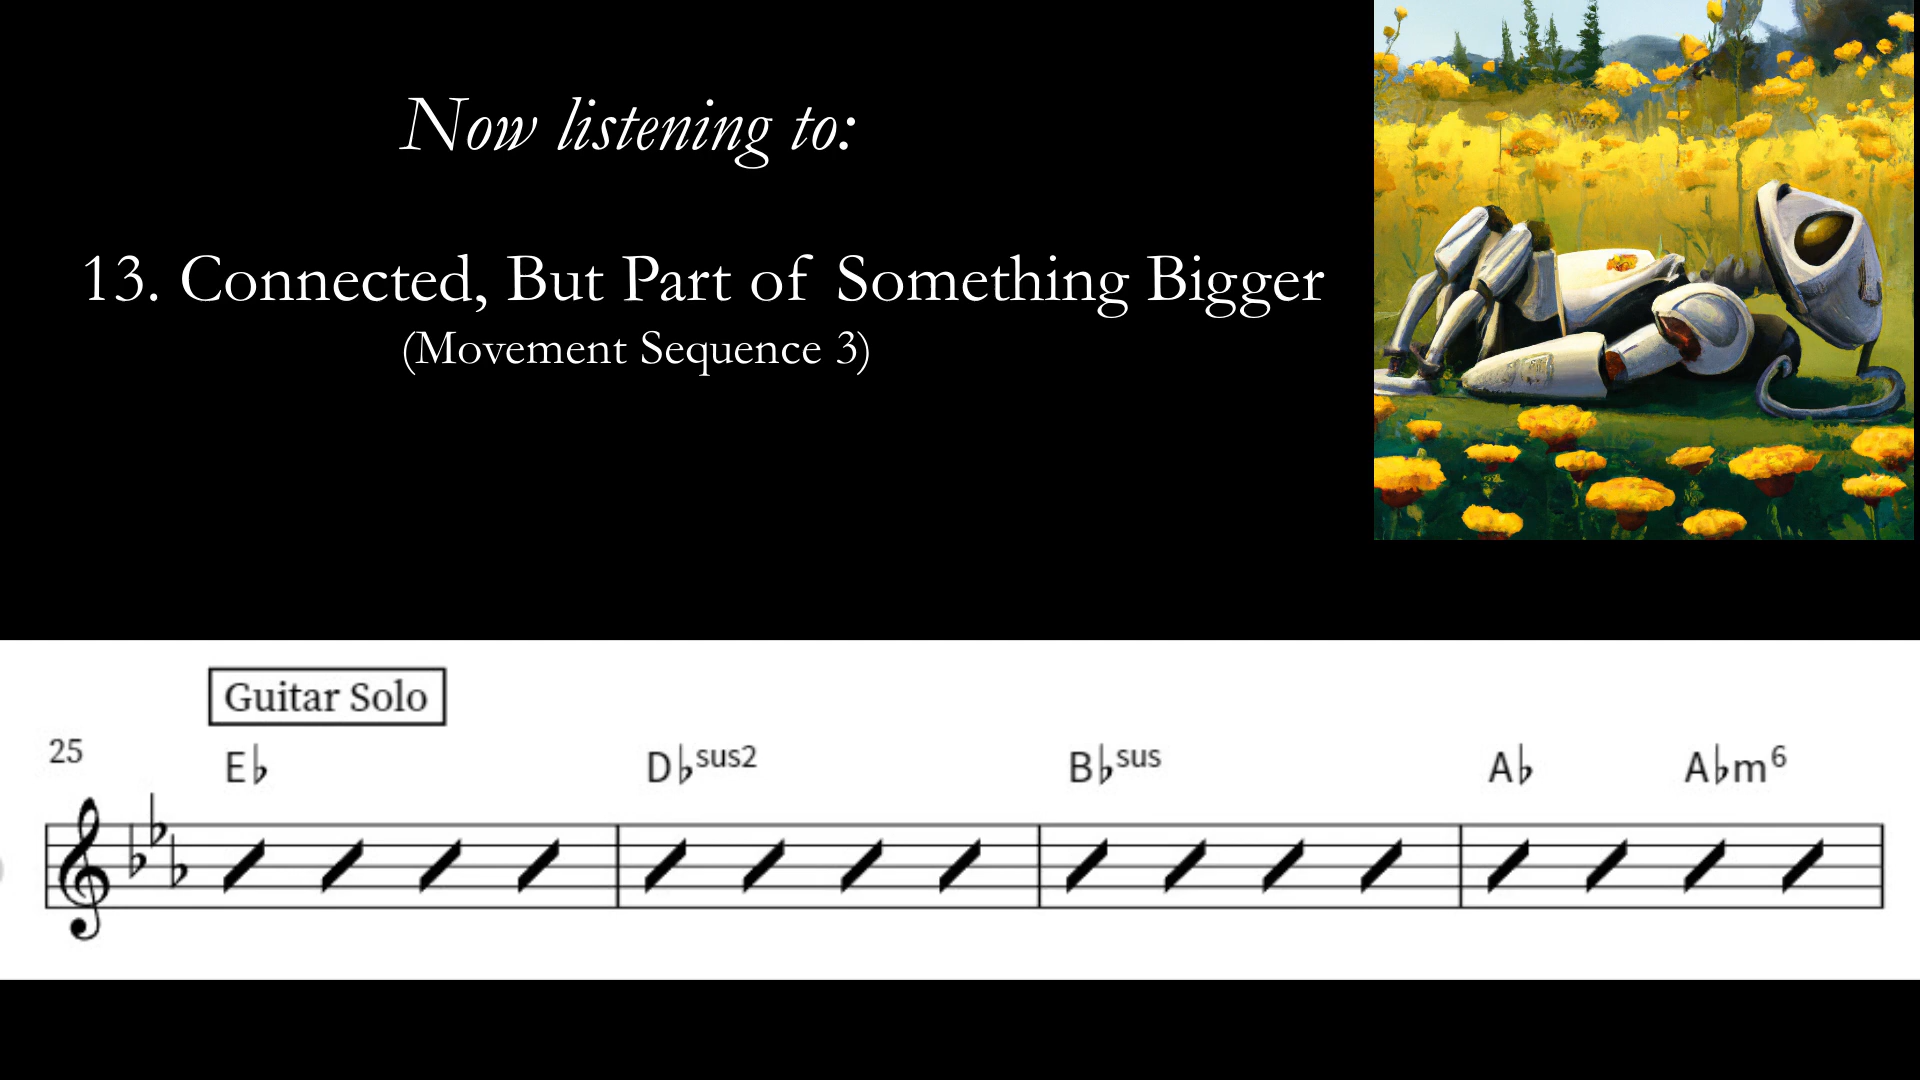 Now listening to:
13. Connected, But Part of Something Bigger
(Movement Sequence 3)
Guitar Solo
25
E♭ D♭sus2 B♭sus A♭ A♭m6